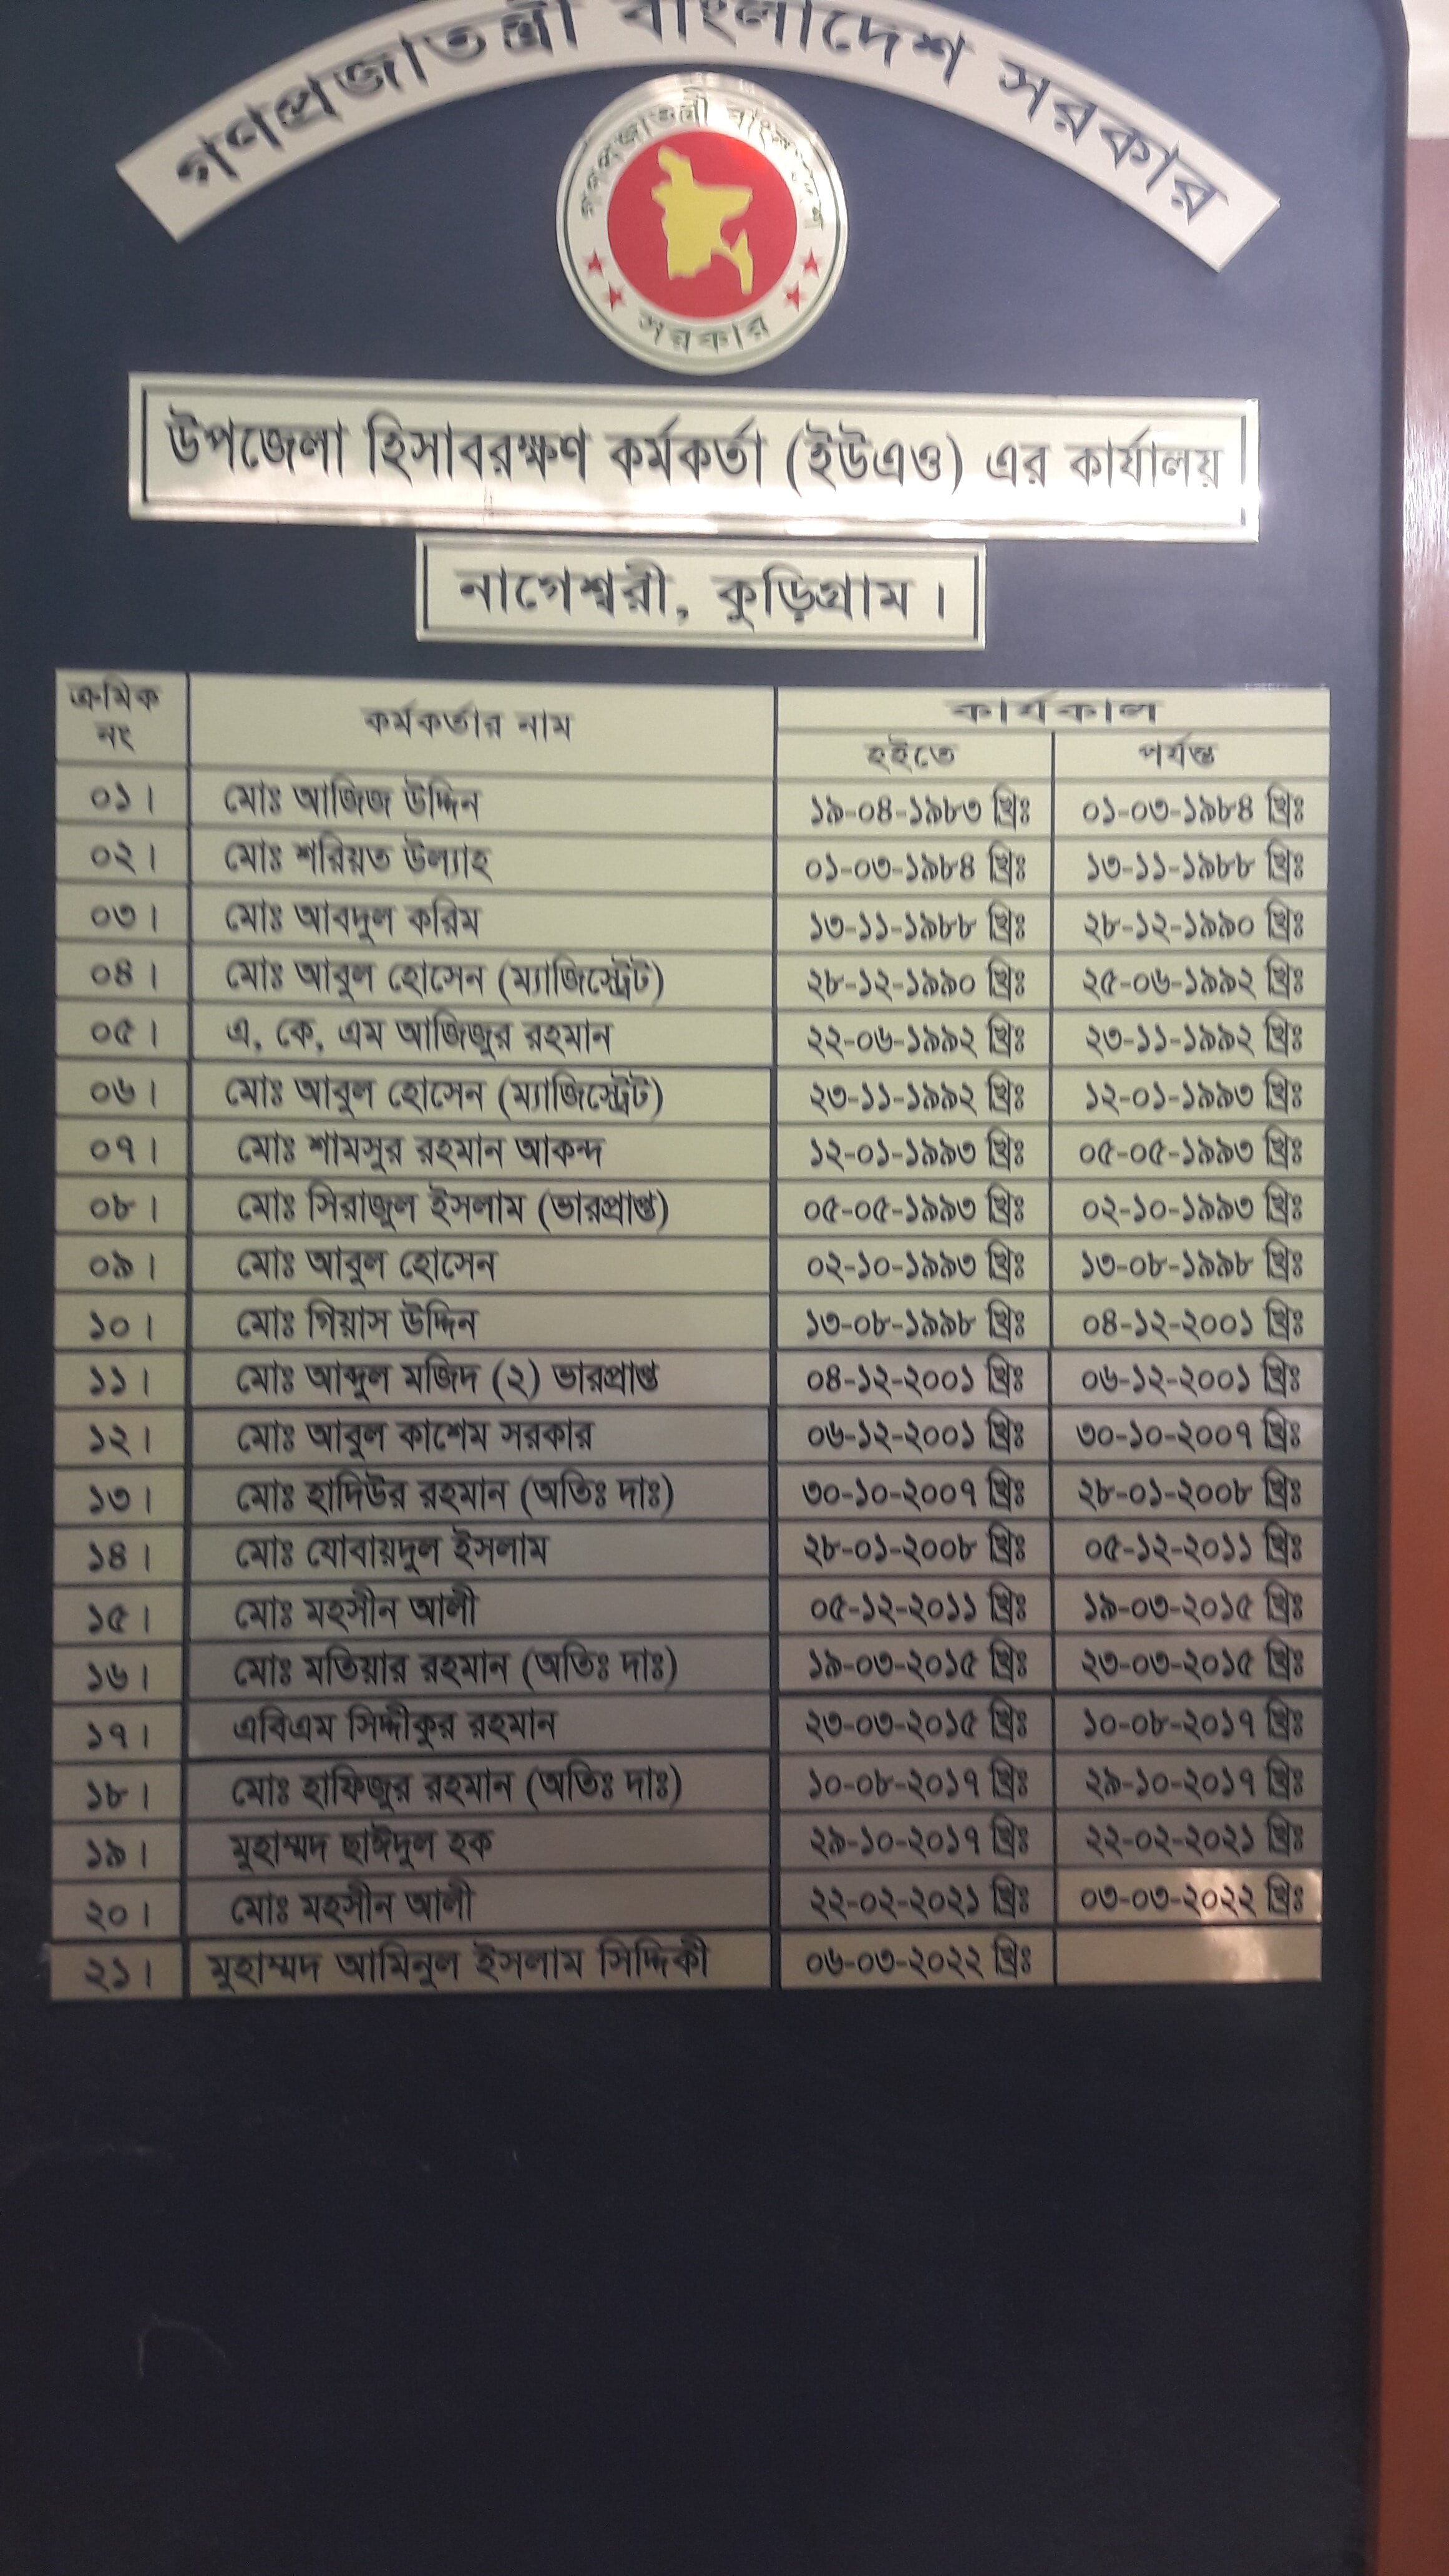 গণপ্রজাতন্ত্রী বাংলাদেশ সরকার
গণপ্রজাতন্ত্রী বাংলাদেশ
সরকার
উপজেলা হিসাবরক্ষণ কর্মকর্তা (ইউএও) এর কার্যালয়
নাগেশ্বরী, কুড়িগ্রাম ।
ক্রমিক নং কর্মকর্তার নাম কার্যকাল
হইতে পর্যন্ত
০১। মোঃ আজিজ উদ্দিন ১৯-০৪-১৯৮৩ খ্রিঃ ০১-০৩-১৯৮৪ খ্রিঃ
০২। মোঃ শরিয়ত উল্যাহ ০১-০৩-১৯৮৪ খ্রিঃ ১৩-১১-১৯৮৮ খ্রিঃ
০৩। মোঃ আবদুল করিম ১৩-১১-১৯৮৮ খ্রিঃ ২৮-১২-১৯৯০ খ্রিঃ
০৪। মোঃ আবুল হোসেন (ম্যাজিস্ট্রেট) ২৮-১২-১৯৯০ খ্রিঃ ২৫-০৬-১৯৯২ খ্রিঃ
০৫। এ, কে, এম আজিজুর রহমান ২২-০৬-১৯৯২ খ্রিঃ ২৩-১১-১৯৯২ খ্রিঃ
০৬। মোঃ আবুল হোসেন (ম্যাজিস্ট্রেট) ২৩-১১-১৯৯২ খ্রিঃ ১২-০১-১৯৯৩ খ্রিঃ
০৭। মোঃ শামসুর রহমান আকন্দ ১২-০১-১৯৯৩ খ্রিঃ ০৫-০৫-১৯৯৩ খ্রিঃ
০৮। মোঃ সিরাজুল ইসলাম (ভারপ্রাপ্ত) ০৫-০৫-১৯৯৩ খ্রিঃ ০২-১০-১৯৯৩ খ্রিঃ
০৯। মোঃ আবুল হোসেন ০২-১০-১৯৯৩ খ্রিঃ ১৩-০৮-১৯৯৮ খ্রিঃ
১০। মোঃ গিয়াস উদ্দিন ১৩-০৮-১৯৯৮ খ্রিঃ ০৪-১২-২০০১ খ্রিঃ
১১। মোঃ আব্দুল মজিদ (২) ভারপ্রাপ্ত ০৪-১২-২০০১ খ্রিঃ ০৬-১২-২০০১ খ্রিঃ
১২। মোঃ আবুল কাশেম সরকার ০৬-১২-২০০১ খ্রিঃ ৩০-১০-২০০৭ খ্রিঃ
১৩। মোঃ হাদিউর রহমান (অতিঃ দাঃ) ৩০-১০-২০০৭ খ্রিঃ ২৮-০১-২০০৮ খ্রিঃ
১৪। মোঃ যোবায়দুল ইসলাম ২৮-০১-২০০৮ খ্রিঃ ০৫-১২-২০১১ খ্রিঃ
১৫। মোঃ মহসীন আলী ০৫-১২-২০১১ খ্রিঃ ১৯-০৩-২০১৫ খ্রিঃ
১৬। মোঃ মতিয়ার রহমান (অতিঃ দাঃ) ১৯-০৩-২০১৫ খ্রিঃ ২৩-০৩-২০১৫ খ্রিঃ
১৭। এবিএম সিদ্দীকুর রহমান ২৩-০৩-২০১৫ খ্রিঃ ১০-০৮-২০১৭ খ্রিঃ
১৮। মোঃ হাফিজুর রহমান (অতিঃ দাঃ) ১০-০৮-২০১৭ খ্রিঃ ২৯-১০-২০১৭ খ্রিঃ
১৯। মুহাম্মদ ছাঈদুল হক ২৯-১০-২০১৭ খ্রিঃ ২২-০২-২০২১ খ্রিঃ
২০। মোঃ মহসীন আলী ২২-০২-২০২১ খ্রিঃ ০৩-০৩-২০২২ খ্রিঃ
২১। মুহাম্মদ আমিনুল ইসলাম সিদ্দিকী ০৬-০৩-২০২২ খ্রিঃ